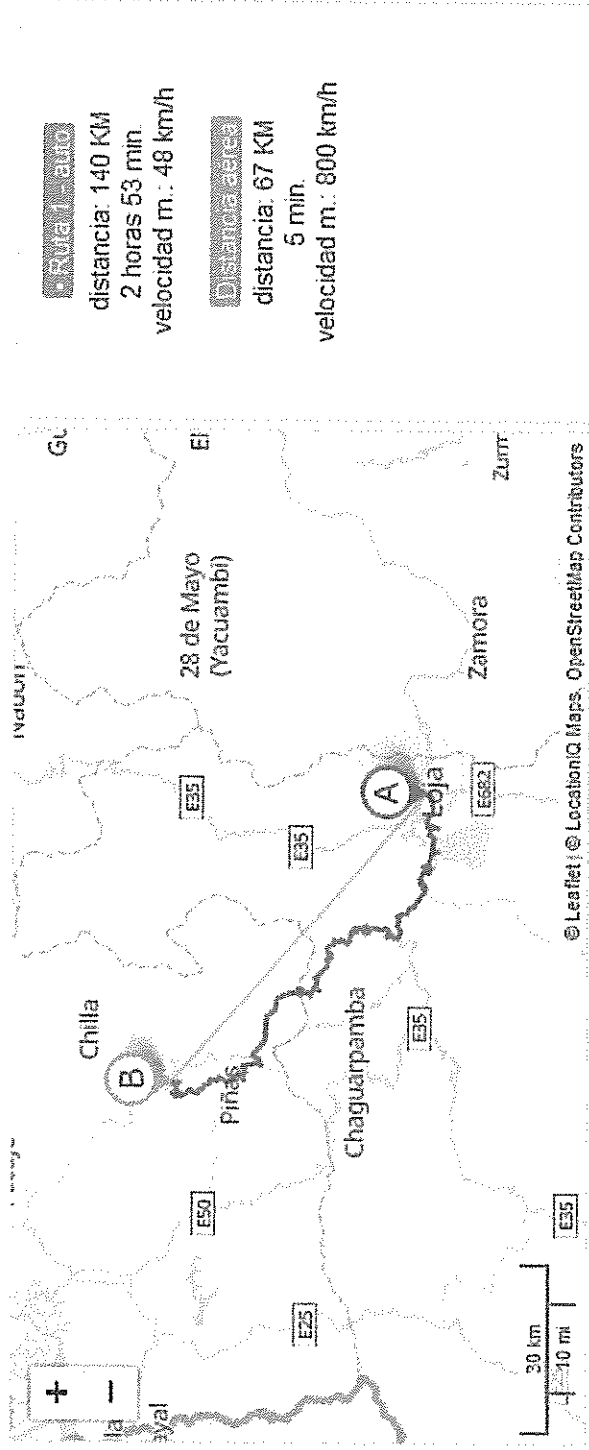 +
−
Chilla
B
28 de Mayo
(Yacuambi)
E35
E50
Piñas
E35
E25
Chaguarpamba
A
Loja
E35
E682
Zamora
E35
30 km
10 mi
© Leaflet | © LocationIQ Maps, OpenStreetMap Contributors
• Ruta 1 - auto
distancia: 140 KM
2 horas 53 min.
velocidad m.: 48 km/h
Distancia aérea
distancia: 67 KM
5 min.
velocidad m.: 800 km/h